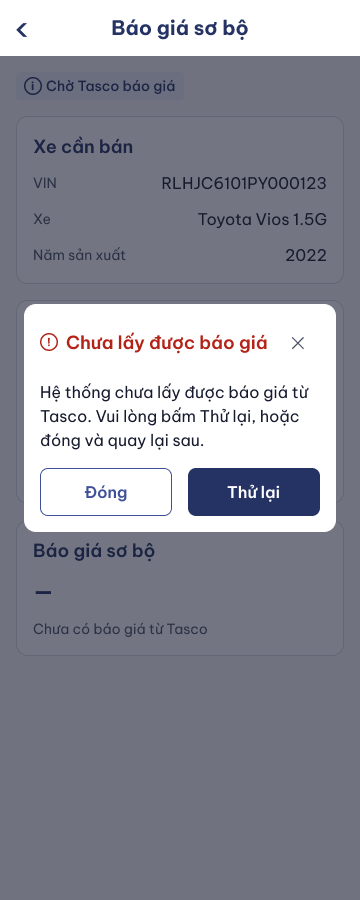 Báo giá sơ bộ
Chờ Tasco báo giá
Xe cần bán
VIN RLHJC6101PY000123
Xe Toyota Vios 1.5G
Năm sản xuất 2022
Chưa lấy được báo giá
Hệ thống chưa lấy được báo giá từ
Tasco. Vui lòng bấm Thử lại, hoặc
đóng và quay lại sau.
Đóng Thử lại
Báo giá sơ bộ
—
Chưa có báo giá từ Tasco